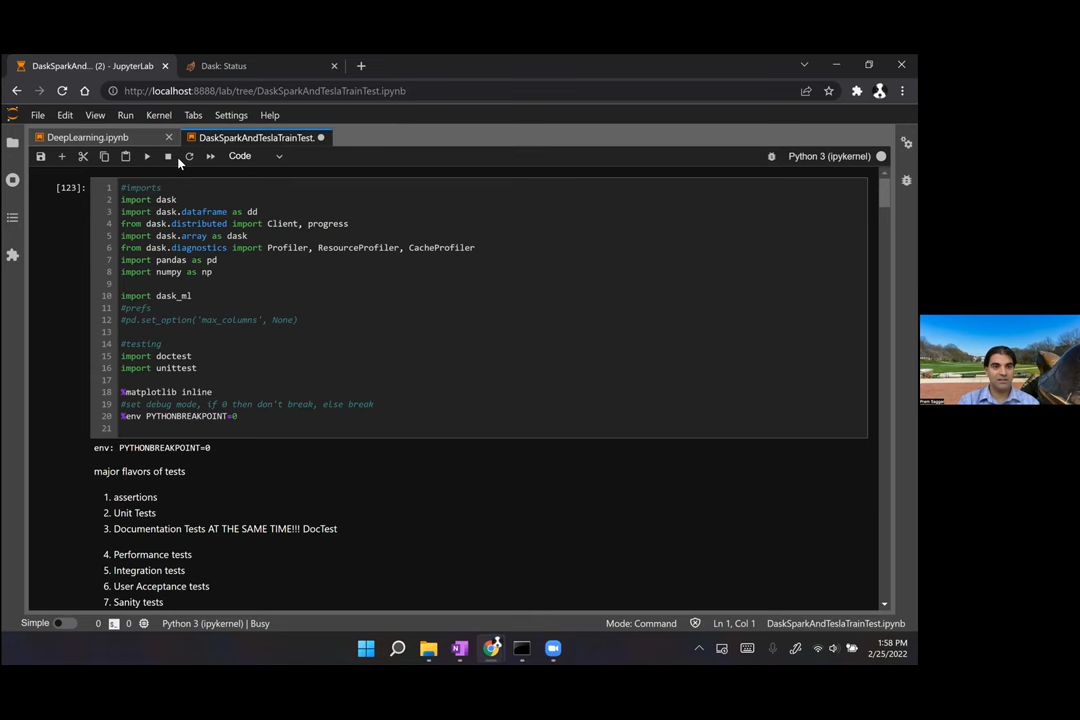 DaskSparkAnd... (2) - JupyterLab
Dask: Status
http://localhost:8888/lab/tree/DaskSparkAndTeslaTrainTest.ipynb
File Edit View Run Kernel Tabs Settings Help
DeepLearning.ipynb
DaskSparkAndTeslaTrainTest.
Code
Python 3 (ipykernel)
[123]:
1 #imports
2 import dask
3 import dask.dataframe as dd
4 from dask.distributed import Client, progress
5 import dask.array as dask
6 from dask.diagnostics import Profiler, ResourceProfiler, CacheProfiler
7 import pandas as pd
8 import numpy as np
9
10 import dask_ml
11 #prefs
12 #pd.set_option('max_columns', None)
13
14 #testing
15 import doctest
16 import unittest
17
18 %matplotlib inline
19 #set debug mode, if 0 then don't break, else break
20 %env PYTHONBREAKPOINT=0
21
env: PYTHONBREAKPOINT=0
major flavors of tests
1. assertions
2. Unit Tests
3. Documentation Tests AT THE SAME TIME!!! DocTest
4. Performance tests
5. Integration tests
6. User Acceptance tests
7. Sanity tests
Simple 0 0 Python 3 (ipykernel) | Busy
Mode: Command Ln 1, Col 1 DaskSparkAndTeslaTrainTest.ipynb
1:58 PM
2/25/2022
Prem Saggar